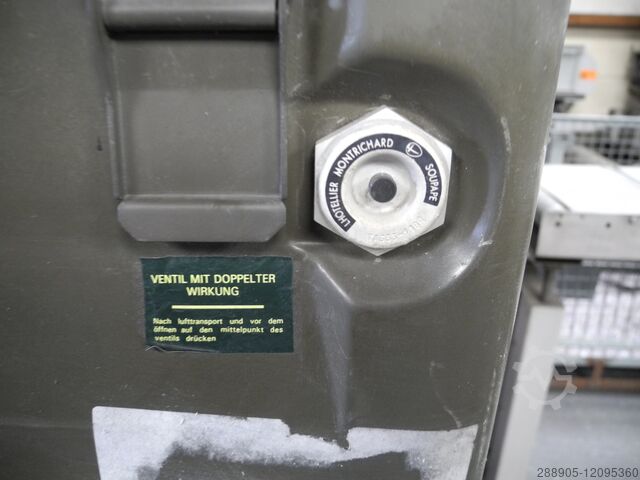 LHOTELLIER MONTRICHARD SOUPAPE
VENTIL MIT DOPPELTER
WIRKUNG
Nach lufttransport und vor dem
öffnen auf den mittelpunkt des
ventils drücken
288905-12095360